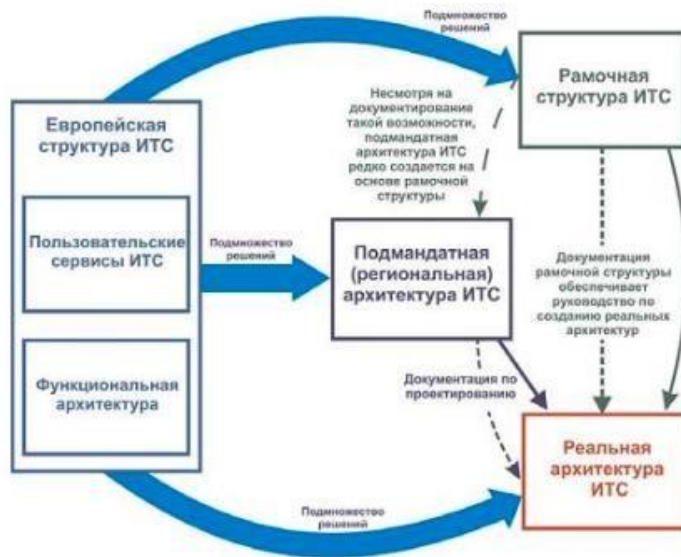 Подмножество
решений
Рамочная
структура ИТС
Несмотря на
документирование
такой возможности,
подмандатная
архитектура ИТС
редко создается на
основе рамочной
структуры
Европейская
структура ИТС
Пользовательские
сервисы ИТС
Функциональная
архитектура
Подмножество
решений
Подмандатная
(региональная)
архитектура ИТС
Документация
рамочной структуры
обеспечивает
руководство по
созданию реальных
архитектур
Документация по
проектированию
Реальная
архитектура
ИТС
Подмножество
решений